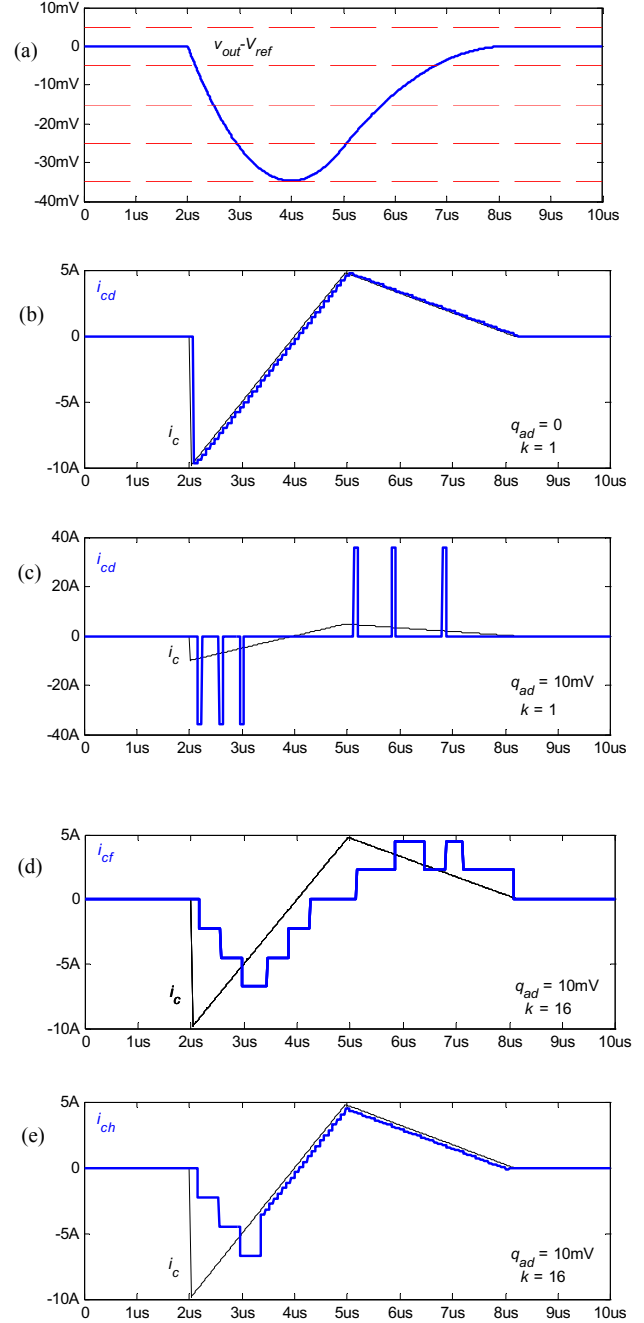 10mV
(a)
v_out-V_ref
0
-10mV
-20mV
-30mV
-40mV
0 1us 2us 3us 4us 5us 6us 7us 8us 9us 10us
5A
i_cd
(b)
0
-5A
i_c
q_ad = 0
k = 1
-10A
0 1us 2us 3us 4us 5us 6us 7us 8us 9us 10us
40A
(c)
i_cd
20A
0
i_c
-20A
q_ad = 10mV
k = 1
-40A
0 1us 2us 3us 4us 5us 6us 7us 8us 9us 10us
5A
i_cf
(d)
0
-5A
i_c
q_ad = 10mV
k = 16
-10A
0 1us 2us 3us 4us 5us 6us 7us 8us 9us 10us
5A
i_ch
(e)
0
-5A
i_c
q_ad = 10mV
k = 16
-10A
0 1us 2us 3us 4us 5us 6us 7us 8us 9us 10us